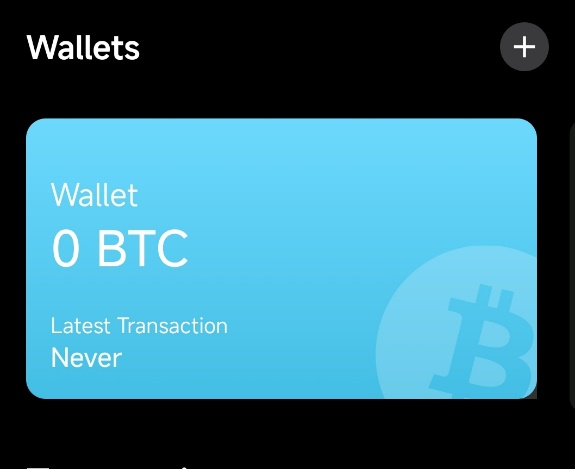 Wallets
Wallet
0 BTC
Latest Transaction
Never